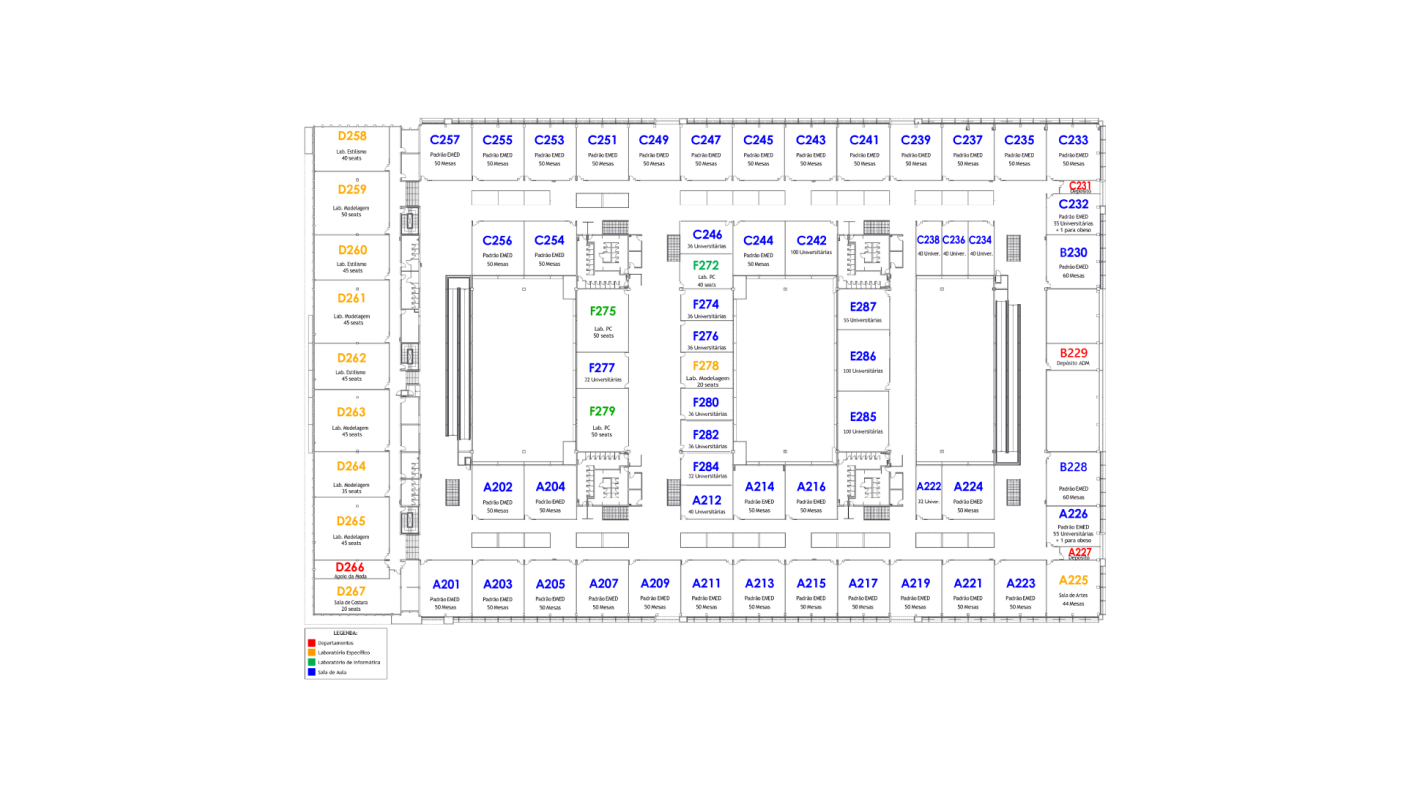 C257
Padrão EMED
50 Mesas
C255
Padrão EMED
50 Mesas
C253
Padrão EMED
50 Mesas
C251
Padrão EMED
50 Mesas
C249
Padrão EMED
50 Mesas
C247
Padrão EMED
50 Mesas
C245
Padrão EMED
50 Mesas
C243
Padrão EMED
50 Mesas
C241
Padrão EMED
50 Mesas
C239
Padrão EMED
50 Mesas
C237
Padrão EMED
50 Mesas
C235
Padrão EMED
50 Mesas
C233
Padrão EMED
50 Mesas
D258
Lab. Estilismo
40 seats
D259
Lab. Modelagem
50 seats
D260
Lab. Estilismo
45 seats
D261
Lab. Modelagem
45 seats
D262
Lab. Estilismo
45 seats
D263
Lab. Modelagem
45 seats
D264
Lab. Modelagem
35 seats
D265
Lab. Modelagem
45 seats
D266
Apoio da Moda
D267
Sala de Costura
20 seats
C256
Padrão EMED
50 Mesas
C254
Padrão EMED
50 Mesas
C246
36 Universitárias
C244
Padrão EMED
50 Mesas
C242
100 Universitárias
C238
40 Univer.
C236
40 Univer.
C234
40 Univer.
C231
Depósito
C232
Padrão EMED
55 Universitárias
+ 1 para obeso
B230
Padrão EMED
60 Mesas
F272
Lab. PC
40 seats
F275
Lab. PC
50 seats
F274
36 Universitárias
F276
36 Universitárias
F277
22 Universitárias
F278
Lab. Modelagem
20 seats
F279
Lab. PC
50 seats
F280
36 Universitárias
F282
36 Universitárias
F284
32 Universitárias
E287
55 Universitárias
E286
100 Universitárias
E285
100 Universitárias
B229
Depósito ADM
B228
Padrão EMED
60 Mesas
A202
Padrão EMED
50 Mesas
A204
Padrão EMED
50 Mesas
A212
40 Universitárias
A214
Padrão EMED
50 Mesas
A216
Padrão EMED
50 Mesas
A222
32 Univer.
A224
Padrão EMED
50 Mesas
A226
Padrão EMED
55 Universitárias
+ 1 para obeso
A227
Depósito
A201
Padrão EMED
50 Mesas
A203
Padrão EMED
50 Mesas
A205
Padrão EMED
50 Mesas
A207
Padrão EMED
50 Mesas
A209
Padrão EMED
50 Mesas
A211
Padrão EMED
50 Mesas
A213
Padrão EMED
50 Mesas
A215
Padrão EMED
50 Mesas
A217
Padrão EMED
50 Mesas
A219
Padrão EMED
50 Mesas
A221
Padrão EMED
50 Mesas
A223
Padrão EMED
50 Mesas
A225
Sala de Artes
44 Mesas
LEGENDA:
Departamentos
Laboratório Específico
Laboratório de Informática
Sala de Aula